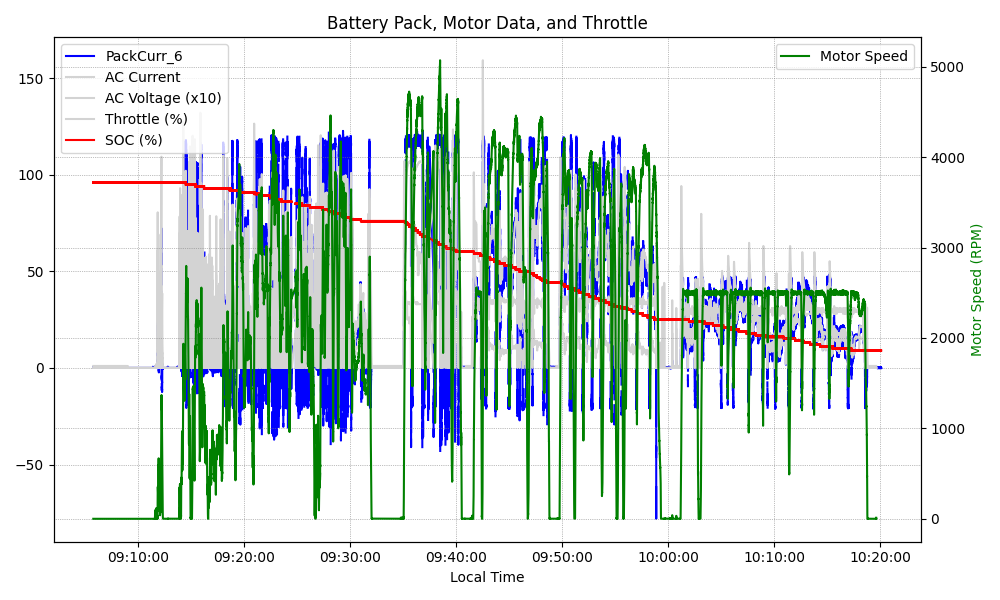 Battery Pack, Motor Data, and Throttle
PackCurr_6
AC Current
AC Voltage (x10)
Throttle (%)
SOC (%)
Motor Speed
150
100
50
0
−50
5000
4000
3000
2000
1000
0
Motor Speed (RPM)
09:10:00 09:20:00 09:30:00 09:40:00 09:50:00 10:00:00 10:10:00 10:20:00
Local Time